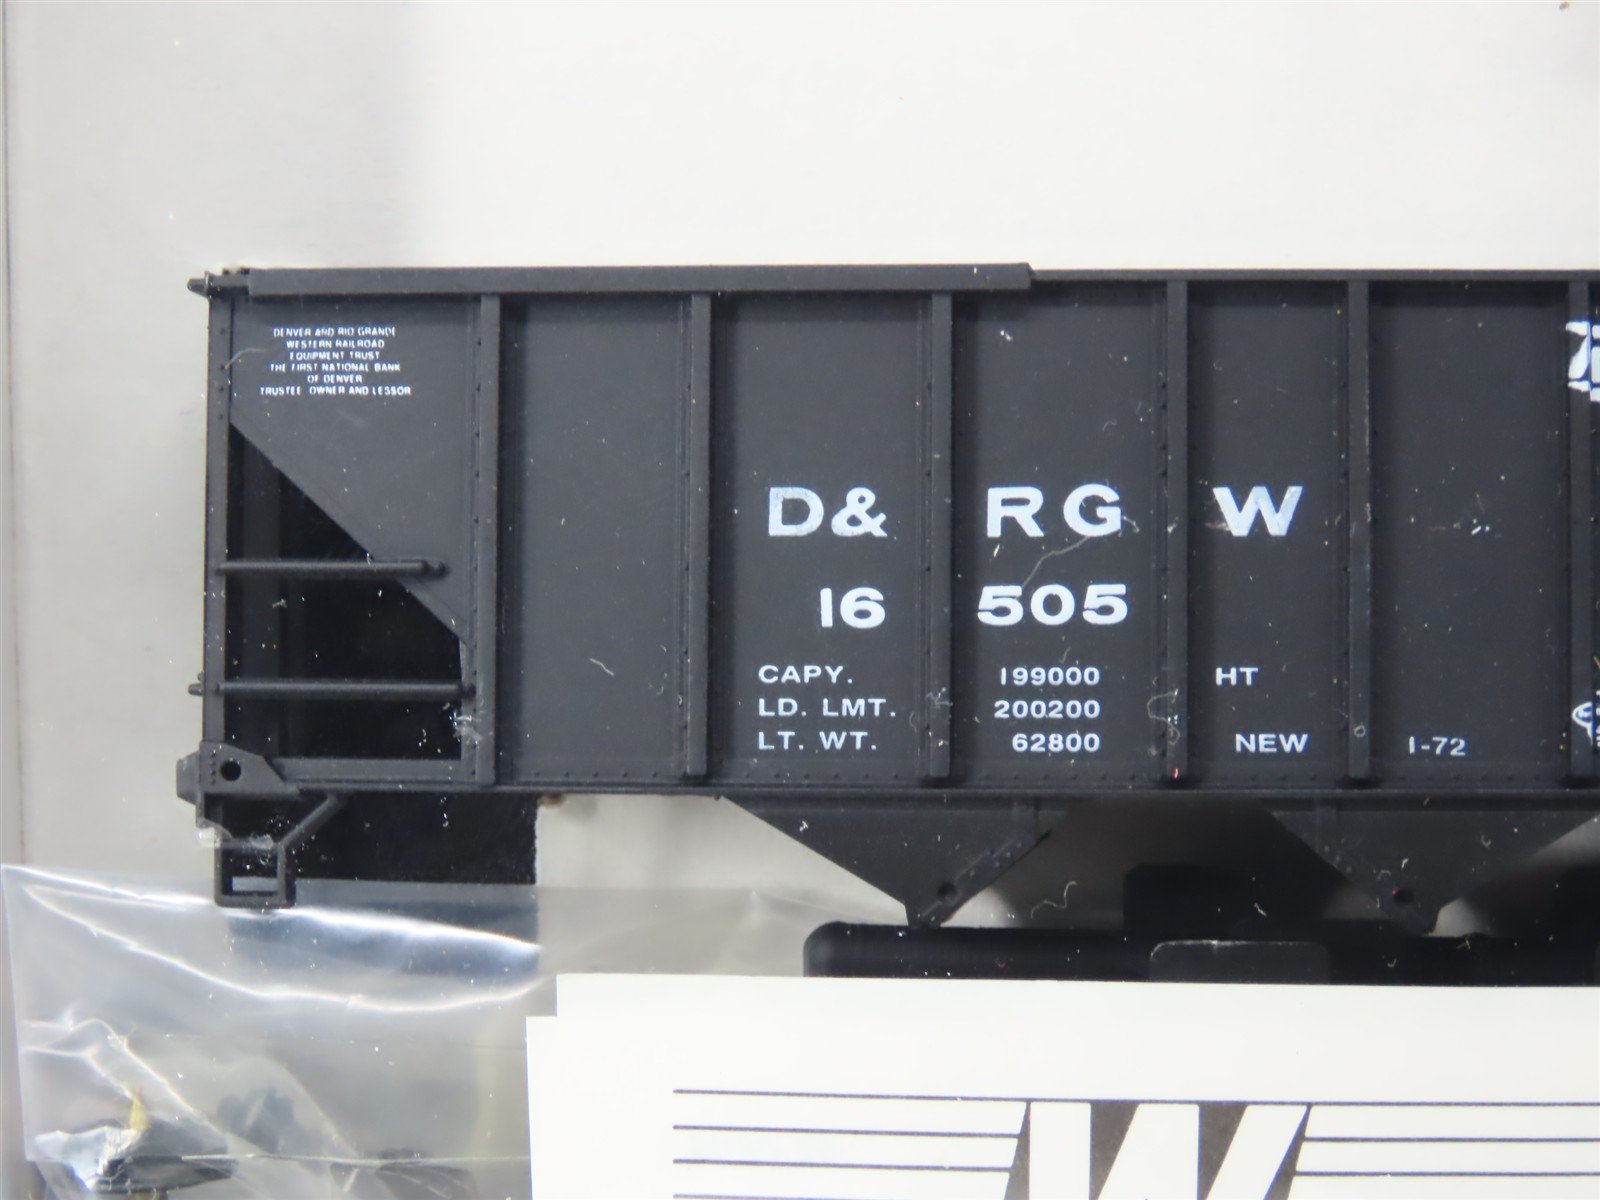 DENVER AND RIO GRANDE
WESTERN RAILROAD
EQUIPMENT TRUST
THE FIRST NATIONAL BANK
OF DENVER
TRUSTEE OWNER AND LESSOR
D& RG W
16 505
CAPY. 199000 HT
LD. LMT. 200200
LT. WT. 62800 NEW 1-72
W